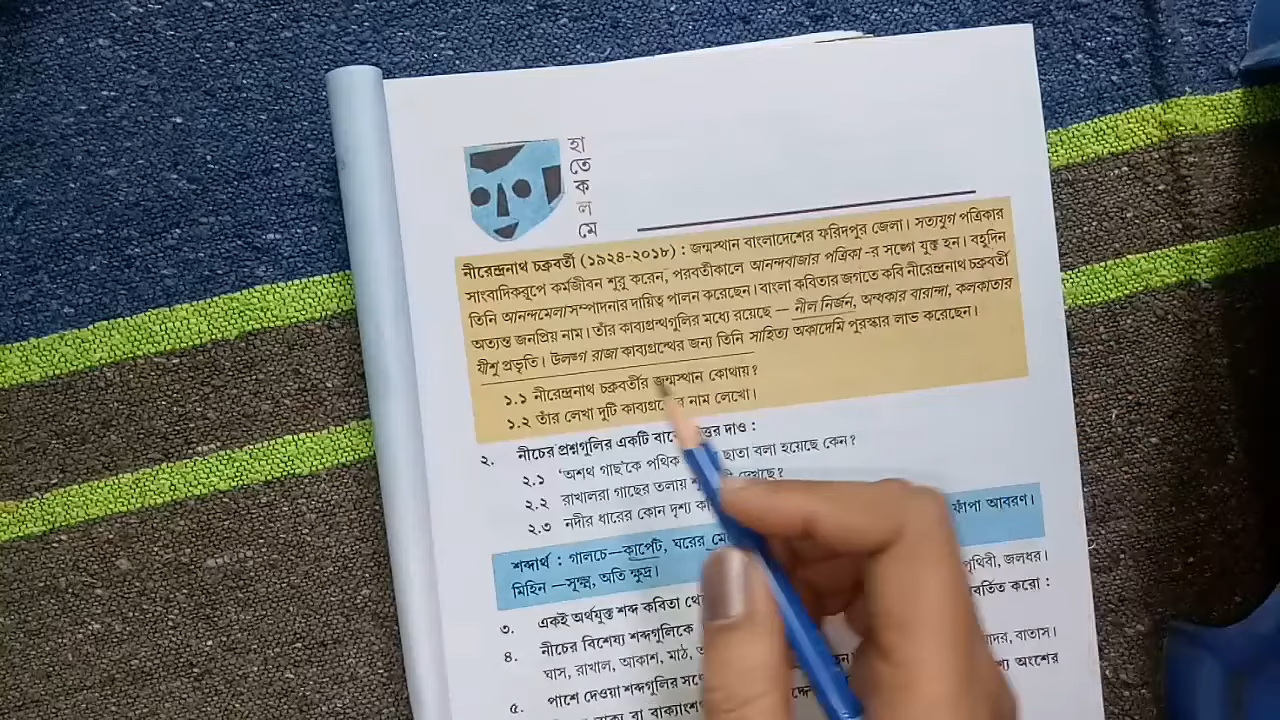 হা
তে
ক
ল
মে
নীরেন্দ্রনাথ চক্রবর্তী (১৯২৪-২০১৮) : জন্মস্থান বাংলাদেশের ফরিদপুর জেলা। সত্যযুগ পত্রিকার
সাংবাদিকরূপে কর্মজীবন শুরু করেন, পরবর্তীকালে আনন্দবাজার পত্রিকা -র সঙ্গে যুক্ত হন। বহুদিন
তিনি আনন্দমেলা সম্পাদনার দায়িত্ব পালন করেছেন। বাংলা কবিতার জগতে কবি নীরেন্দ্রনাথ চক্রবর্তী
অত্যন্ত জনপ্রিয় নাম। তাঁর কাব্যগ্রন্থগুলির মধ্যে রয়েছে — নীল নির্জন, অন্ধকার বারান্দা, কলকাতার
যীশু প্রভৃতি। উলঙ্গ রাজা কাব্যগ্রন্থের জন্য তিনি সাহিত্য অকাদেমি পুরস্কার লাভ করেছেন।
১.১ নীরেন্দ্রনাথ চক্রবর্তীর জন্মস্থান কোথায়?
১.২ তাঁর লেখা দুটি নাম লেখো।
২. নীচের প্রশ্নগুলির একটি দাও :
২.১ 'অশথ গাছ'কে পথিক ছাতা বলা হয়েছে কেন?
২.২ রাখালরা গাছের তলায়
২.৩ নদীর ধারের কোন দৃশ্য
শব্দার্থ : গালচে—কার্পেট, ঘরের ফাঁপা আবরণ।
মিহিন —সূক্ষ্ম, অতি ক্ষুদ্র। পৃথিবী, জলধর।
৩. একই অর্থযুক্ত শব্দ কবিতা
৪. নীচের বিশেষ্য শব্দগুলিকে করো :
ঘাস, রাখাল, আকাশ, মাঠ, বাতাস।
৫. পাশে দেওয়া শব্দগুলির অংশের
বা